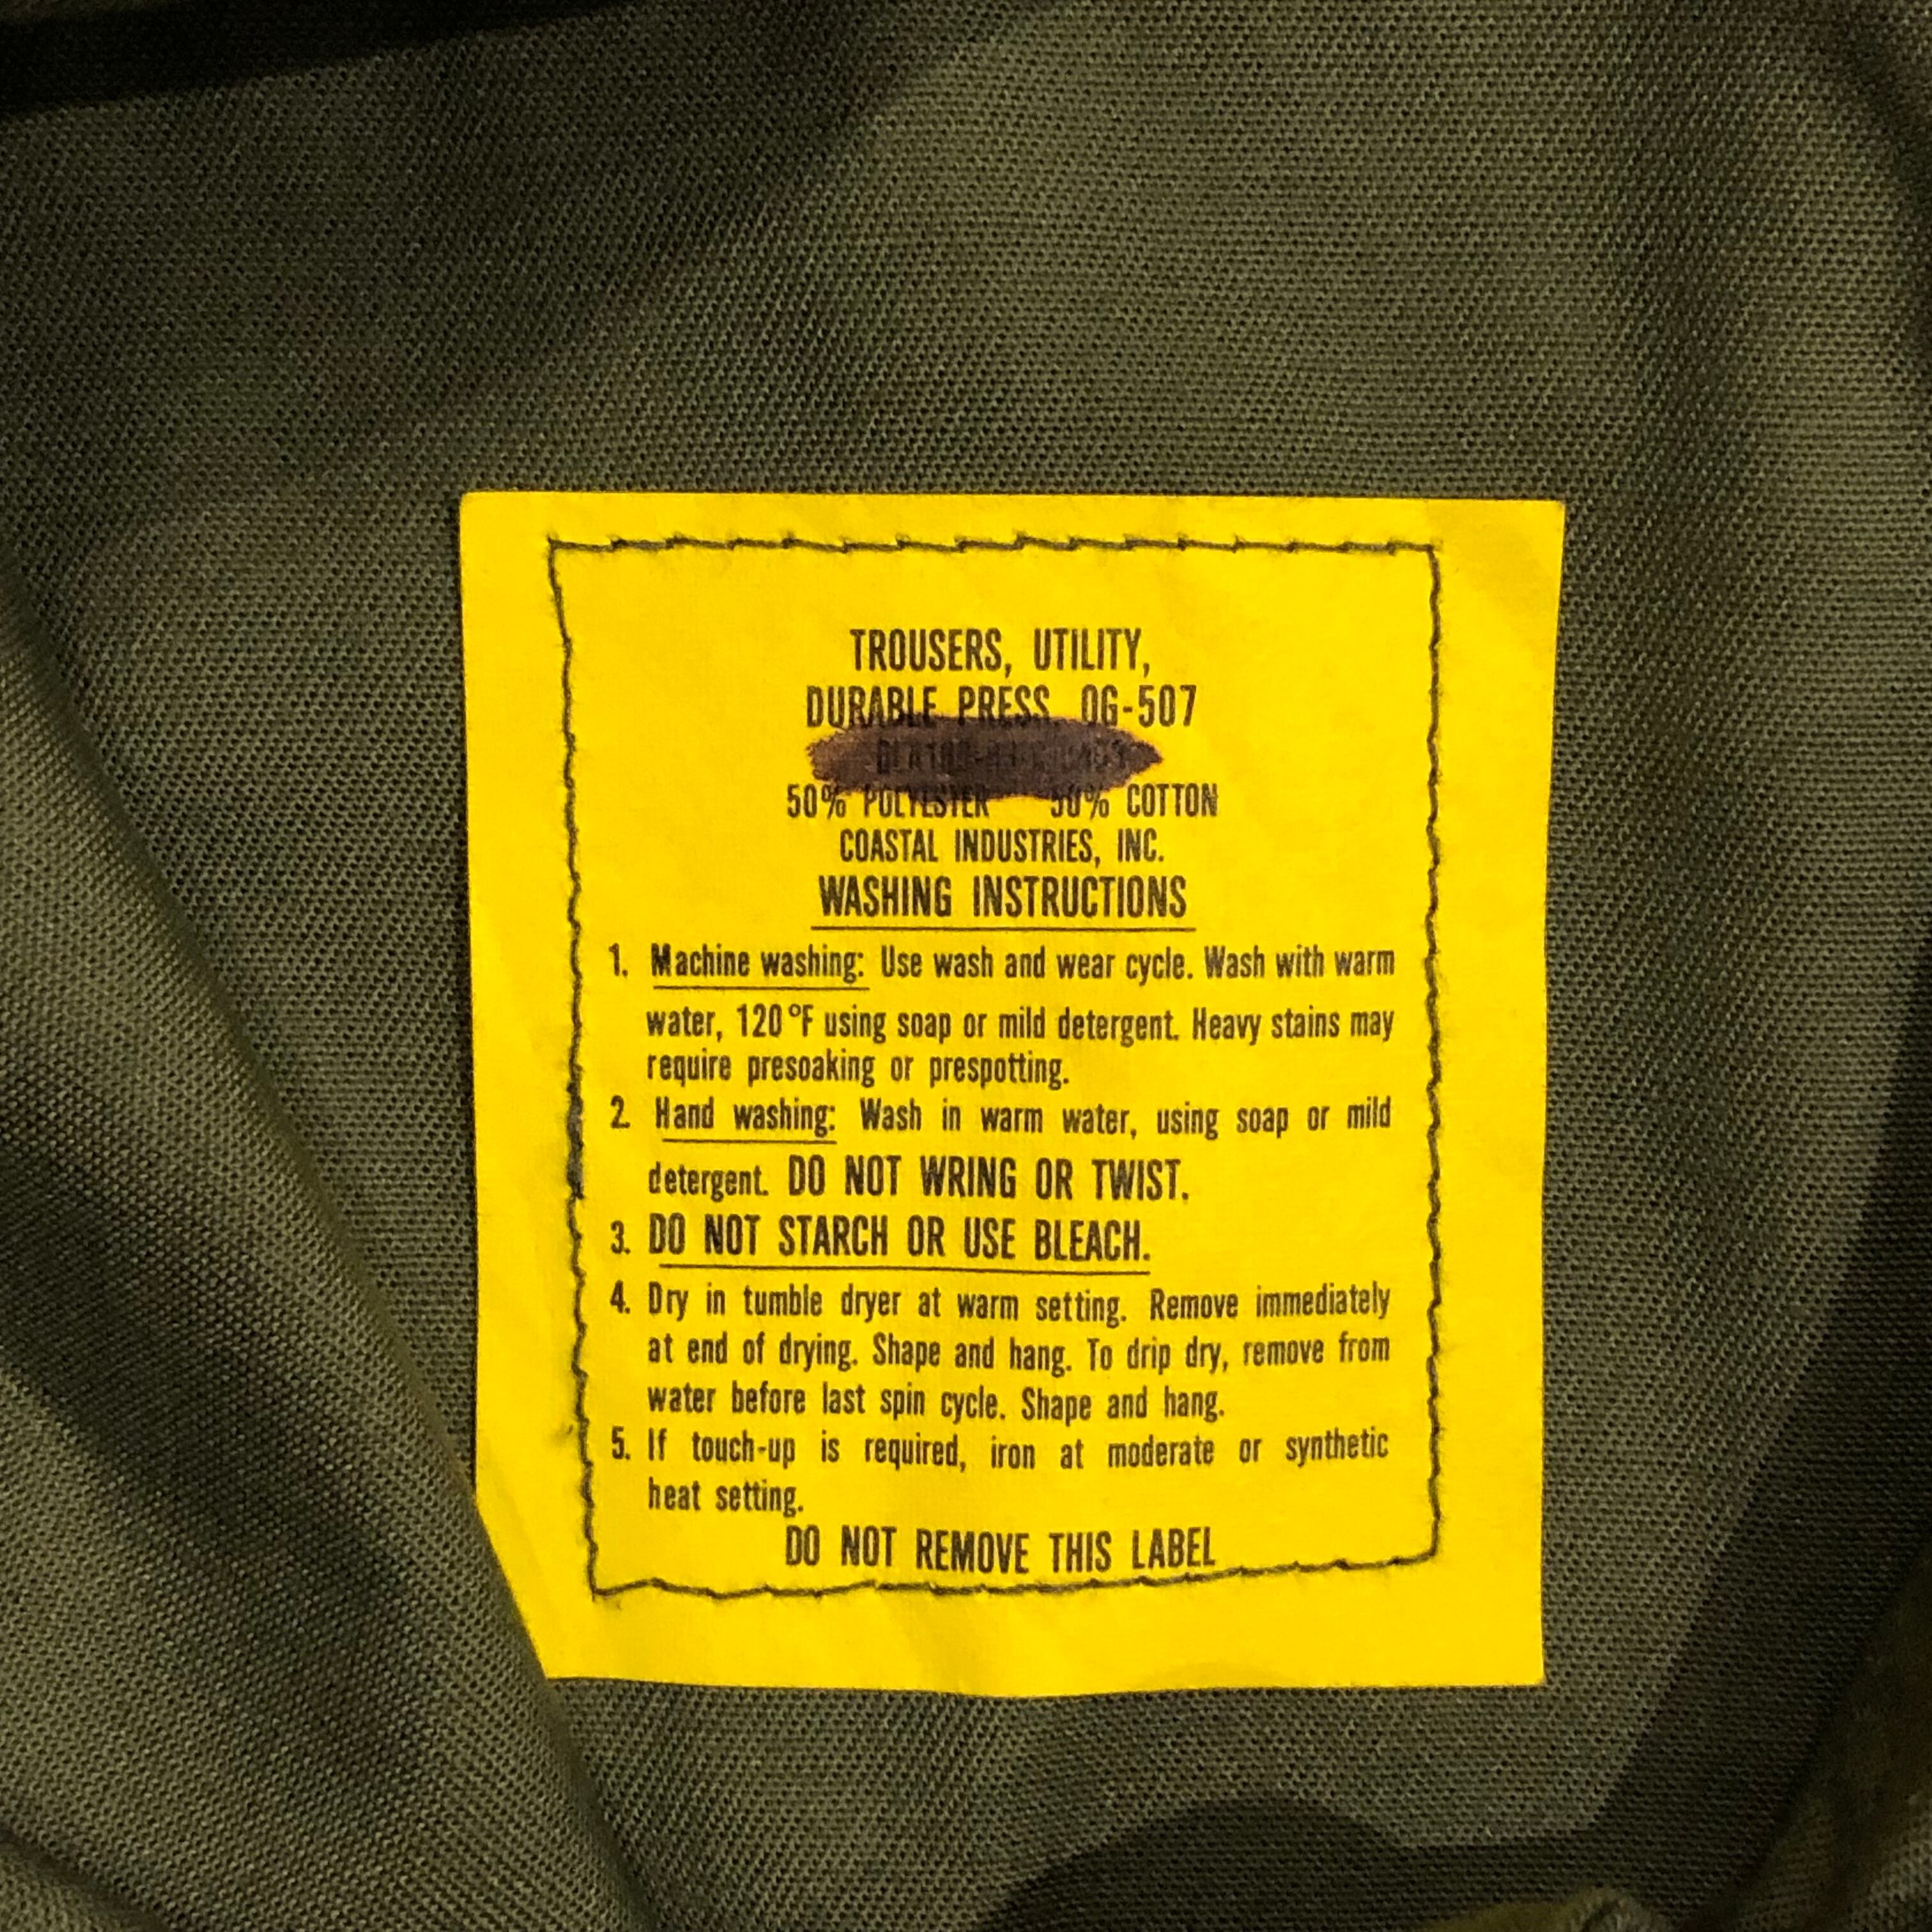 TROUSERS, UTILITY,
DURABLE PRESS OG-507
50% POLYESTER 50% COTTON
COASTAL INDUSTRIES, INC.
WASHING INSTRUCTIONS
1. Machine washing: Use wash and wear cycle. Wash with warm
water, 120°F using soap or mild detergent. Heavy stains may
require presoaking or prespotting.
2. Hand washing: Wash in warm water, using soap or mild
detergent. DO NOT WRING OR TWIST.
3. DO NOT STARCH OR USE BLEACH.
4. Dry in tumble dryer at warm setting. Remove immediately
at end of drying. Shape and hang. To drip dry, remove from
water before last spin cycle. Shape and hang.
5. If touch-up is required, iron at moderate or synthetic
heat setting.
DO NOT REMOVE THIS LABEL